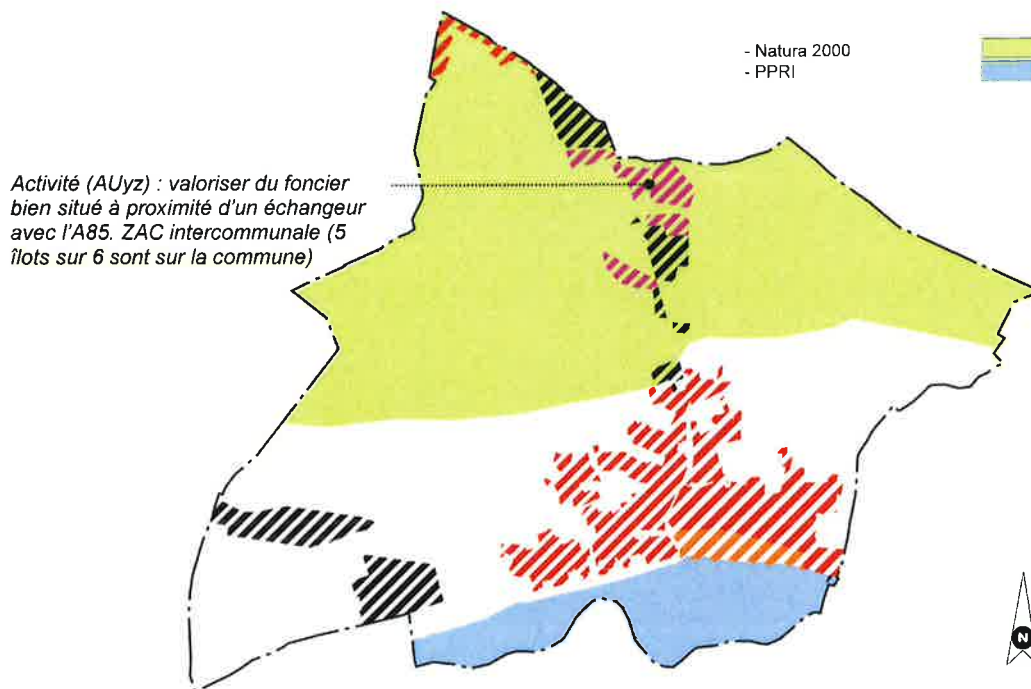 - Natura 2000
- PPRI
Activité (AUyz) : valoriser du foncier
bien situé à proximité d'un échangeur
avec l'A85. ZAC intercommunale (5
îlots sur 6 sont sur la commune)
N